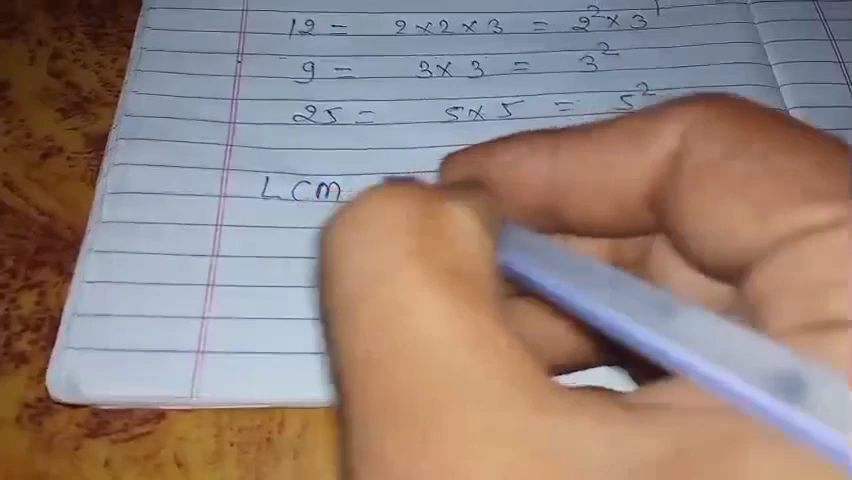 12 = 2×2×3 = 2²×3¹
9 = 3×3 = 3²
25 = 5×5 = 5²
LCM